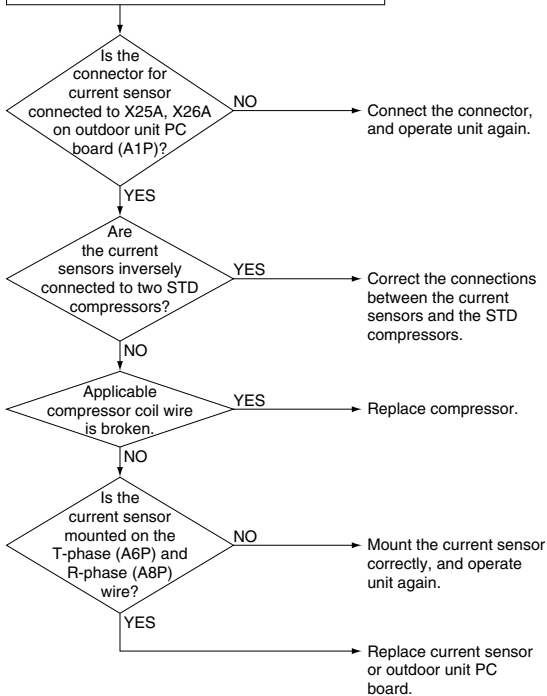 Is the
connector for
current sensor
connected to X25A, X26A
on outdoor unit PC
board (A1P)?
NO
Connect the connector,
and operate unit again.
YES
Are
the current
sensors inversely
connected to two STD
compressors?
YES
Correct the connections
between the current
sensors and the STD
compressors.
NO
Applicable
compressor coil wire
is broken.
YES
Replace compressor.
NO
Is the
current sensor
mounted on the
T-phase (A6P) and
R-phase (A8P)
wire?
NO
Mount the current sensor
correctly, and operate
unit again.
YES
Replace current sensor
or outdoor unit PC
board.